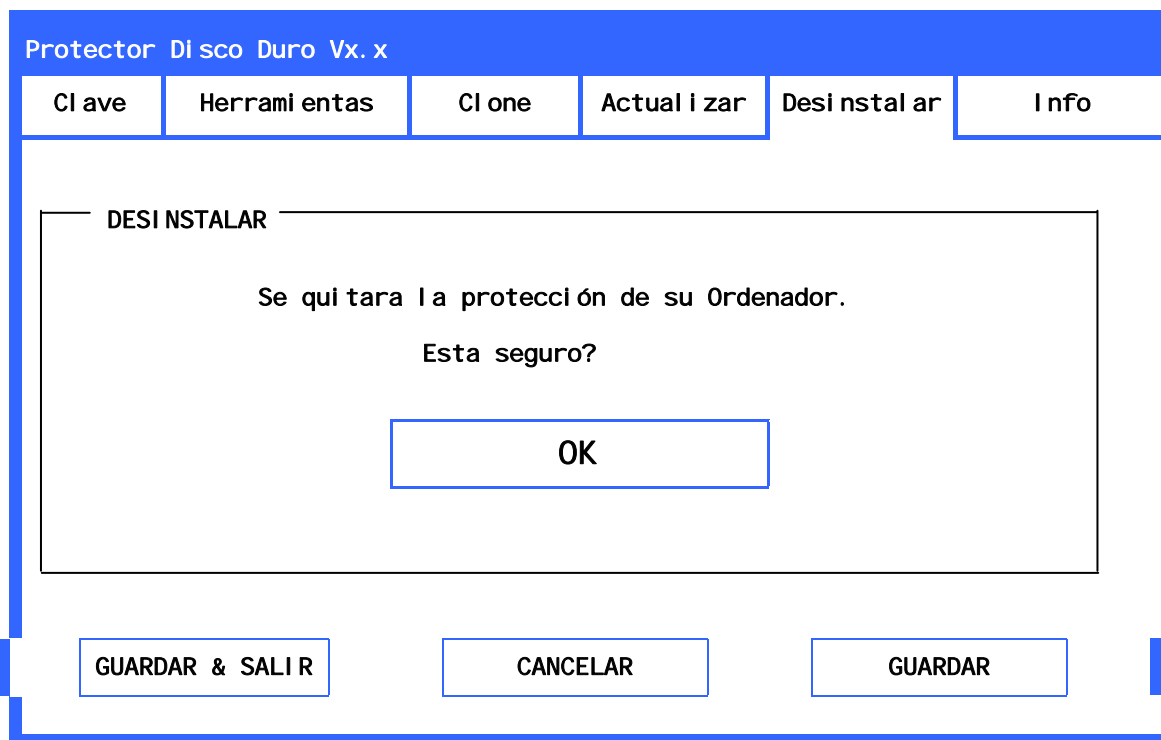 Protector Disco Duro Vx.x
Clave Herramientas Clone Actualizar Desinstalar Info
DESINSTALAR
Se quitara la protección de su Ordenador.
Esta seguro?
OK
GUARDAR & SALIR CANCELAR GUARDAR